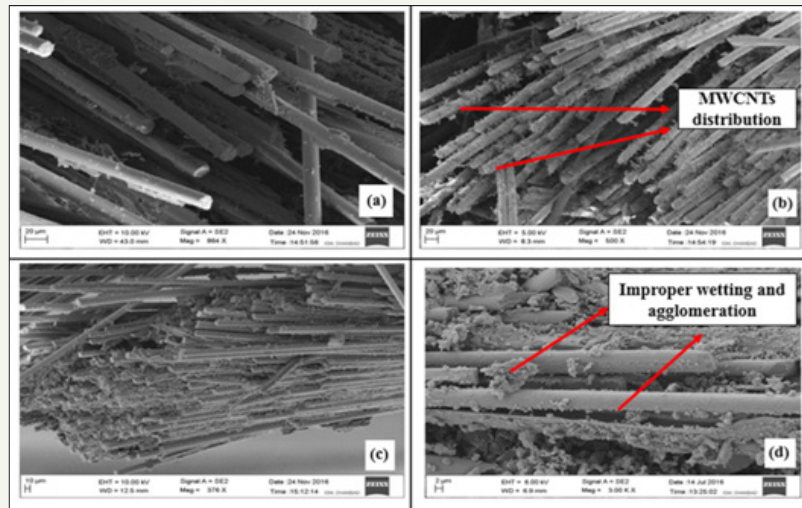 (a)
20 µm
EHT = 10.00 kV
WD = 43.0 mm
Signal A = SE2
Mag = 864 X
Date :24 Nov 2016
Time :14:51:56
ZEISS
MWCNTs
distribution
(b)
20 µm
EHT = 5.00 kV
WD = 8.3 mm
Signal A = SE2
Mag = 500 X
Date :24 Nov 2016
Time :14:54:19
ZEISS
(c)
10 µm
EHT = 10.00 kV
WD = 12.5 mm
Signal A = SE2
Mag = 376 X
Date :24 Nov 2016
Time :15:12:14
ZEISS
Improper wetting and
agglomeration
(d)
2 µm
EHT = 6.00 kV
WD = 6.9 mm
Signal A = SE2
Mag = 3.00 K X
Date :14 Jul 2016
Time :13:25:02
ZEISS